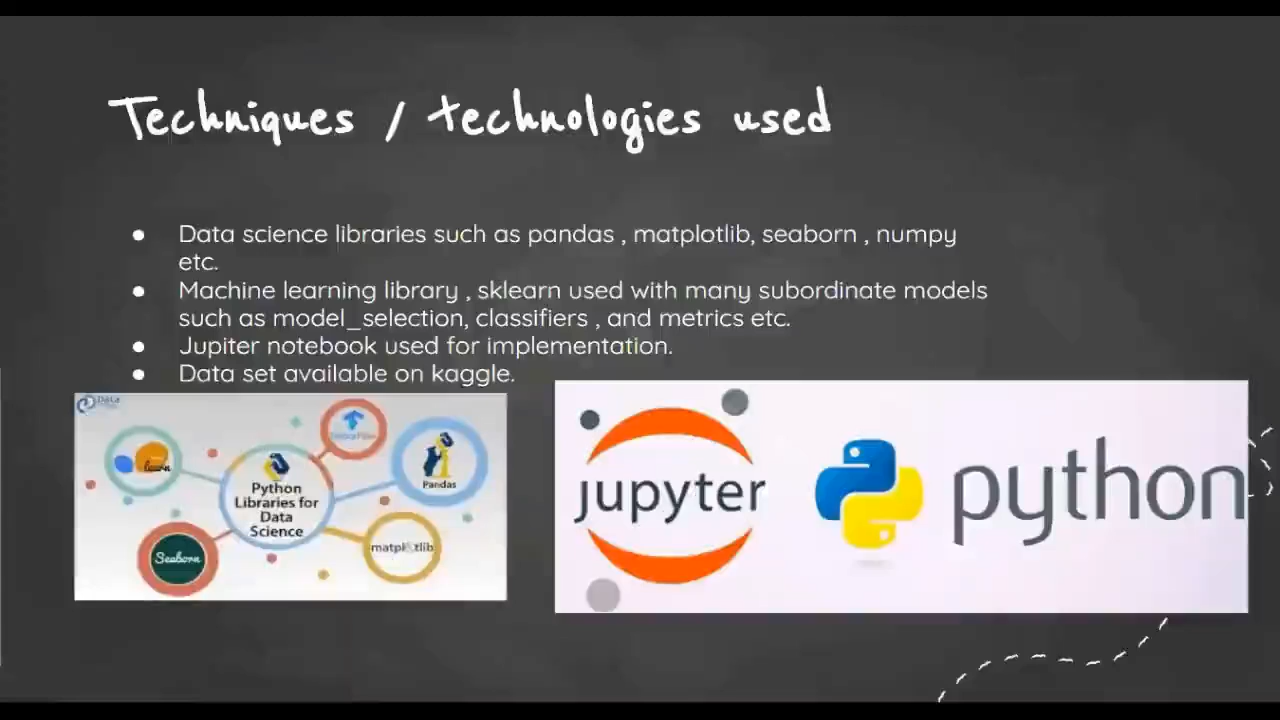 Techniques / technologies used
Data science libraries such as pandas , matplotlib, seaborn , numpy
etc.
Machine learning library , sklearn used with many subordinate models
such as model_selection, classifiers , and metrics etc.
Jupiter notebook used for implementation.
Data set available on kaggle.
Data
learn
Python
Libraries for
Data
Science
Pandas
Seaborn
matplotlib
jupyter
python